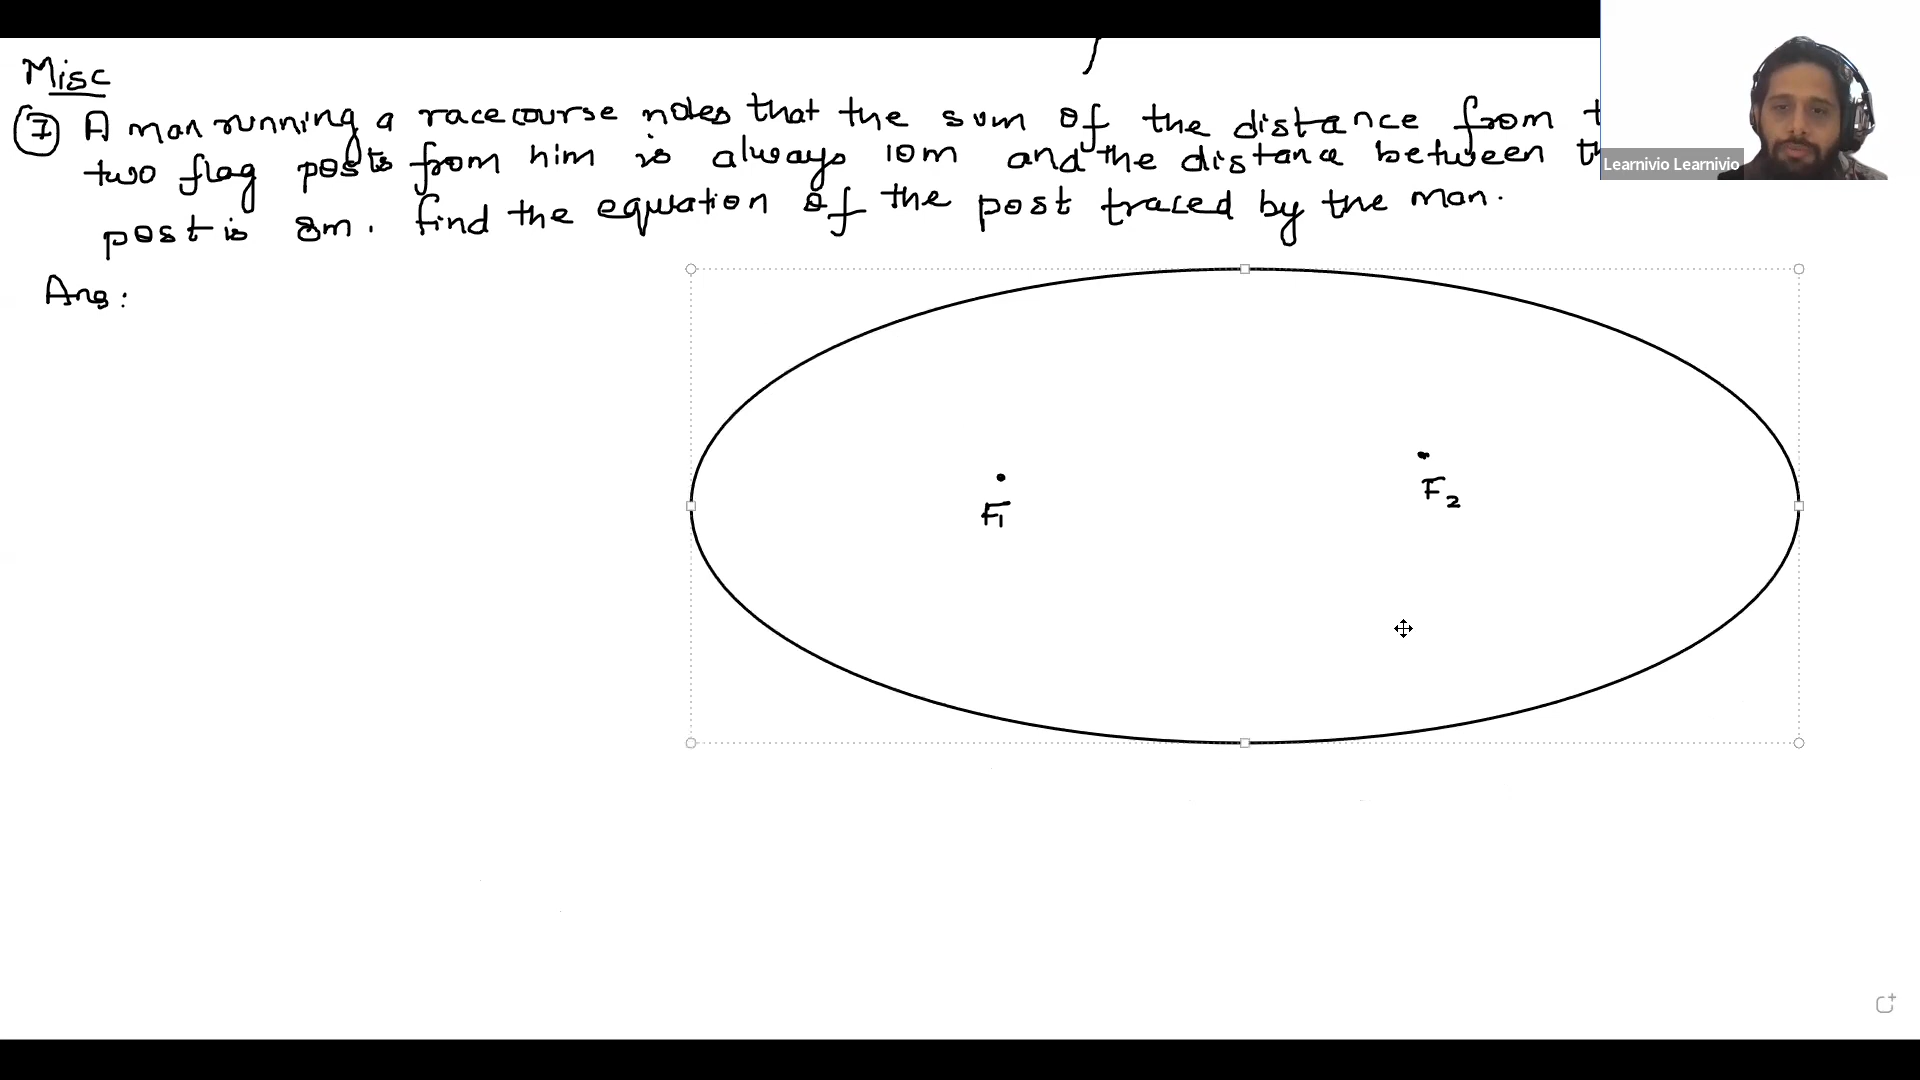 Misc
7 A man running a racecourse notes that the sum of the distance from
two flag posts from him is always 10m and the distance between
post is 8m. find the equation of the post traced by the man.
Ans:
F1
F2
Learnivio Learnivio